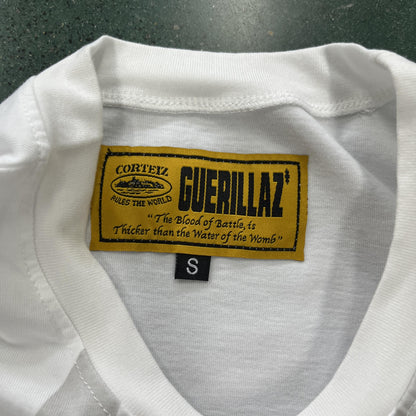 CORTEIZ
RULES THE WORLD
GUERILLAZ
"The Blood of Battle, is
Thicker than the Water of the Womb"
S